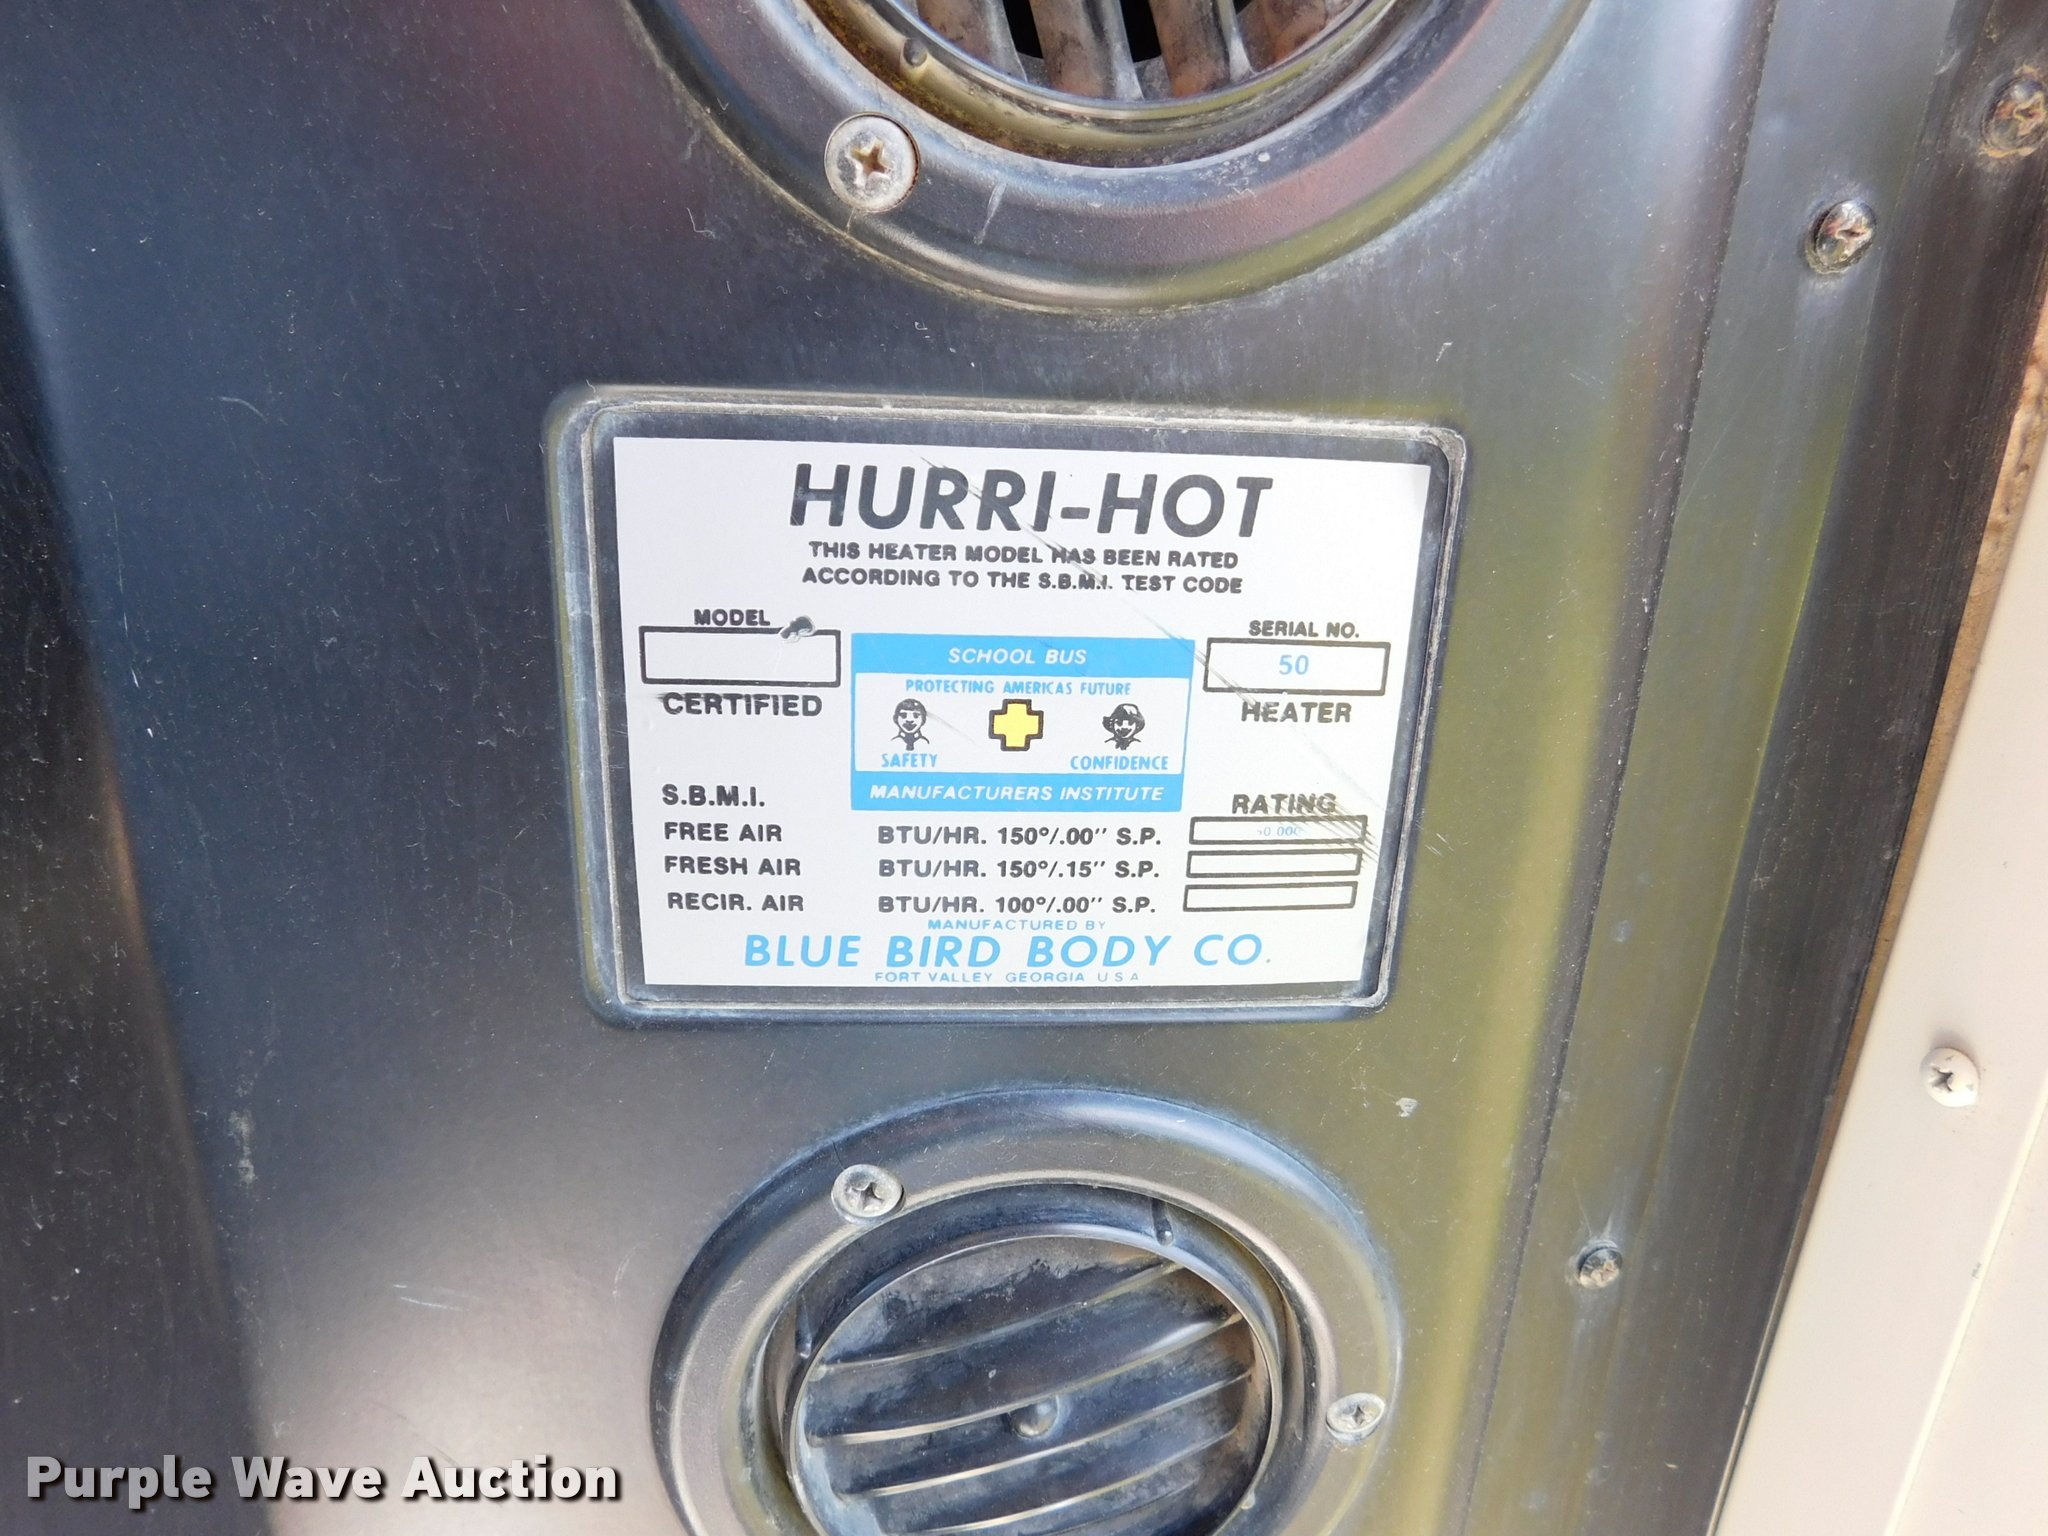 HURRI-HOT
THIS HEATER MODEL HAS BEEN RATED
ACCORDING TO THE S.B.M.I. TEST CODE
MODEL
CERTIFIED
SCHOOL BUS
PROTECTING AMERICAS FUTURE
SAFETY CONFIDENCE
MANUFACTURERS INSTITUTE
SERIAL NO.
50
HEATER
S.B.M.I. RATING
FREE AIR BTU/HR. 150°/.00" S.P.
FRESH AIR BTU/HR. 150°/.15" S.P.
RECIR. AIR BTU/HR. 100°/.00" S.P.
MANUFACTURED BY
BLUE BIRD BODY CO.
FORT VALLEY GEORGIA U S A
Purple Wave Auction